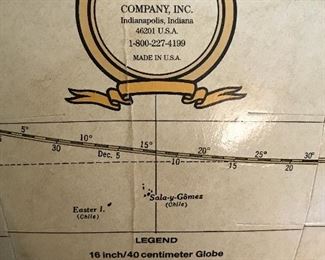 COMPANY, INC.
Indianapolis, Indiana
46201 U.S.A.
1-800-227-4199
MADE IN U.S.A.
5° 10° 15° 20°
30 Dec. 5 10 15 20 25 30
Sala-y-Gômez
(Chile)
Easter I.
(Chile)
LEGEND
16 inch/40 centimeter Globe